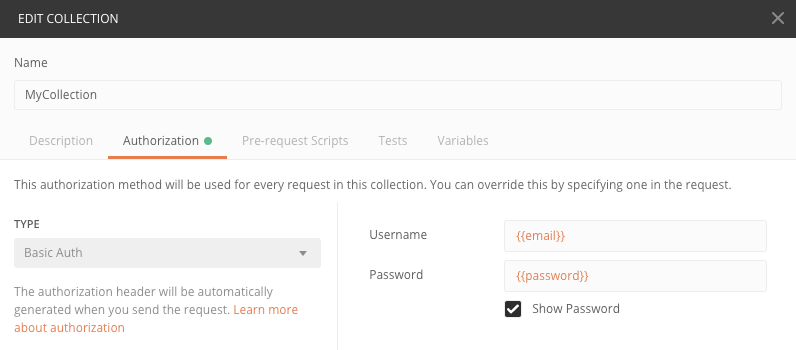 EDIT COLLECTION
Name
MyCollection
Description Authorization Pre-request Scripts Tests Variables
This authorization method will be used for every request in this collection. You can override this by specifying one in the request.
TYPE
Basic Auth
The authorization header will be automatically
generated when you send the request. Learn more
about authorization
Username {{email}}
Password {{password}}
Show Password